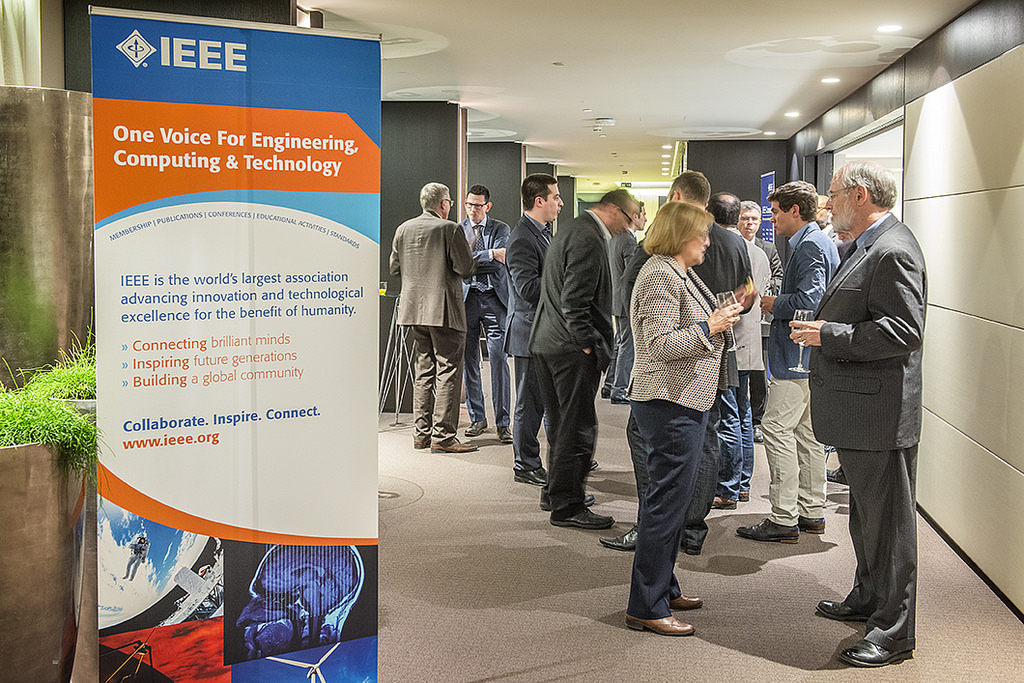 IEEE
One Voice For Engineering,
Computing & Technology
MEMBERSHIP | PUBLICATIONS | CONFERENCES | EDUCATIONAL ACTIVITIES | STANDARDS
IEEE is the world's largest association
advancing innovation and technological
excellence for the benefit of humanity.
» Connecting brilliant minds
» Inspiring future generations
» Building a global community
Collaborate. Inspire. Connect.
www.ieee.org